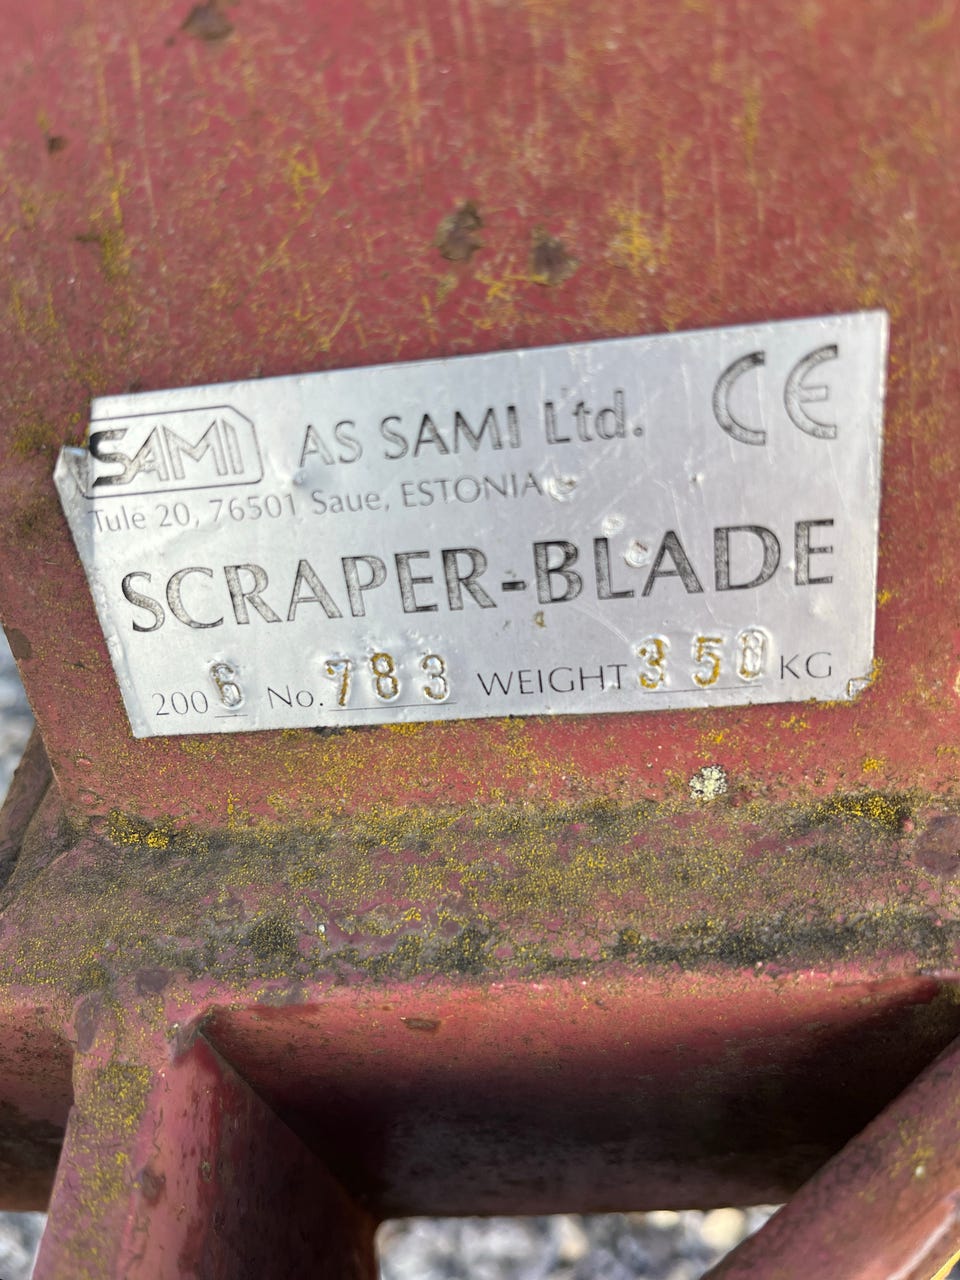 SAMI AS SAMI Ltd. CE
Tule 20, 76501 Saue, ESTONIA
SCRAPER-BLADE
2006 No. 783 WEIGHT 350 KG